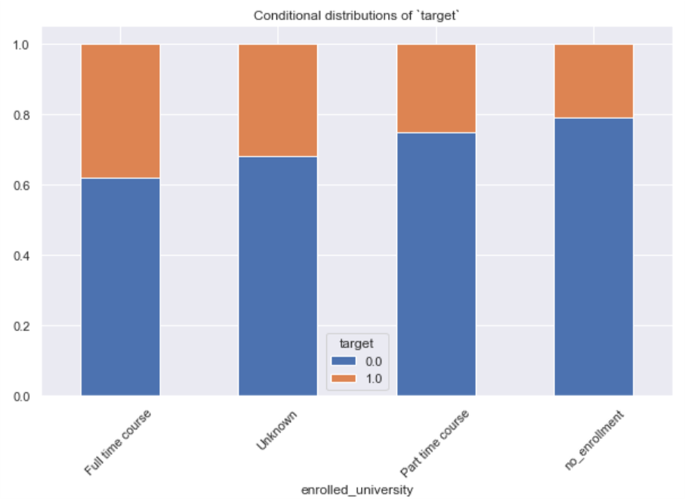 Conditional distributions of `target`
1.0
0.8
0.6
0.4
0.2
0.0
target
0.0
1.0
Full time course
Unknown
Part time course
no_enrollment
enrolled_university